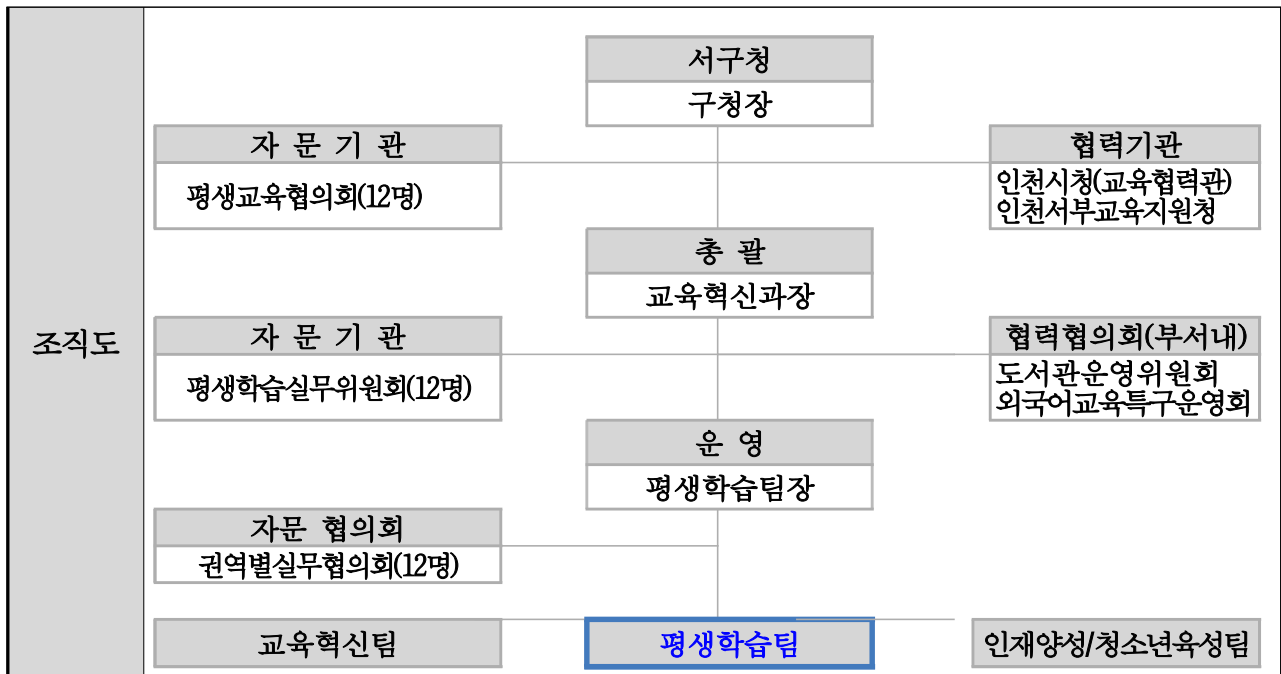 조직도
서구청
구청장
자 문 기 관
평생교육협의회(12명)
협력기관
인천시청(교육협력관)
인천서부교육지원청
총 괄
교육혁신과장
자 문 기 관
평생학습실무위원회(12명)
협력협의회(부서내)
도서관운영위원회
외국어교육특구운영회
운 영
평생학습팀장
자문 협의회
권역별실무협의회(12명)
교육혁신팀
평생학습팀
인재양성/청소년육성팀